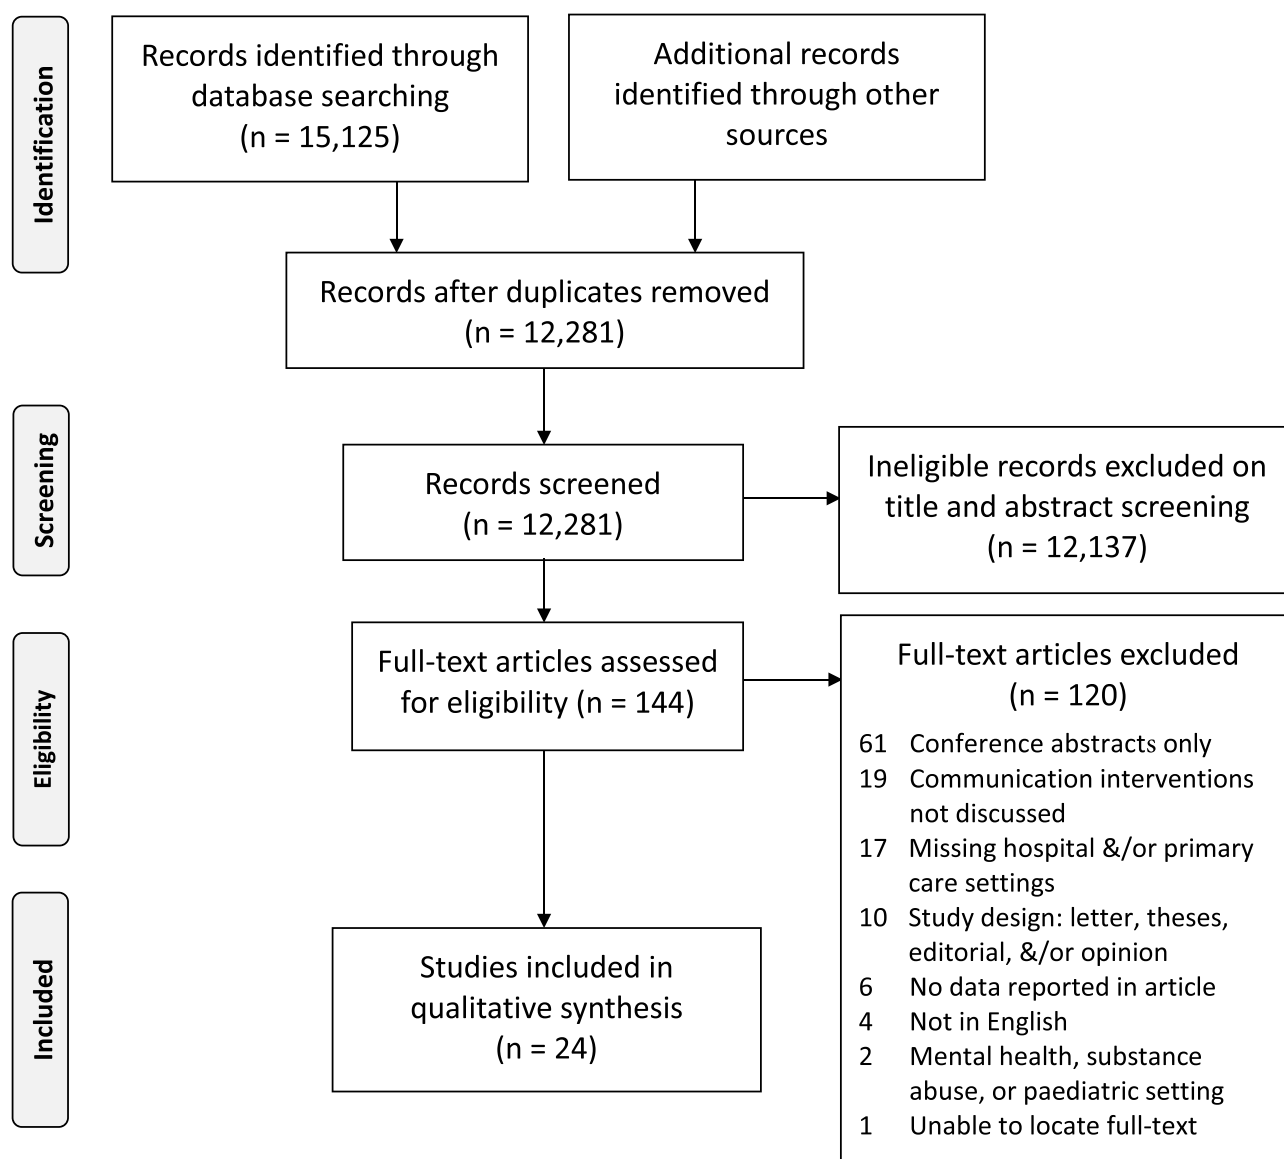 Identification
Records identified through
database searching
(n = 15,125)
Additional records
identified through other
sources
Records after duplicates removed
(n = 12,281)
Screening
Records screened
(n = 12,281)
Ineligible records excluded on
title and abstract screening
(n = 12,137)
Eligibility
Full-text articles assessed
for eligibility (n = 144)
Full-text articles excluded
(n = 120)
61 Conference abstracts only
19 Communication interventions
not discussed
17 Missing hospital &/or primary
care settings
10 Study design: letter, theses,
editorial, &/or opinion
6 No data reported in article
4 Not in English
2 Mental health, substance
abuse, or paediatric setting
1 Unable to locate full-text
Included
Studies included in
qualitative synthesis
(n = 24)